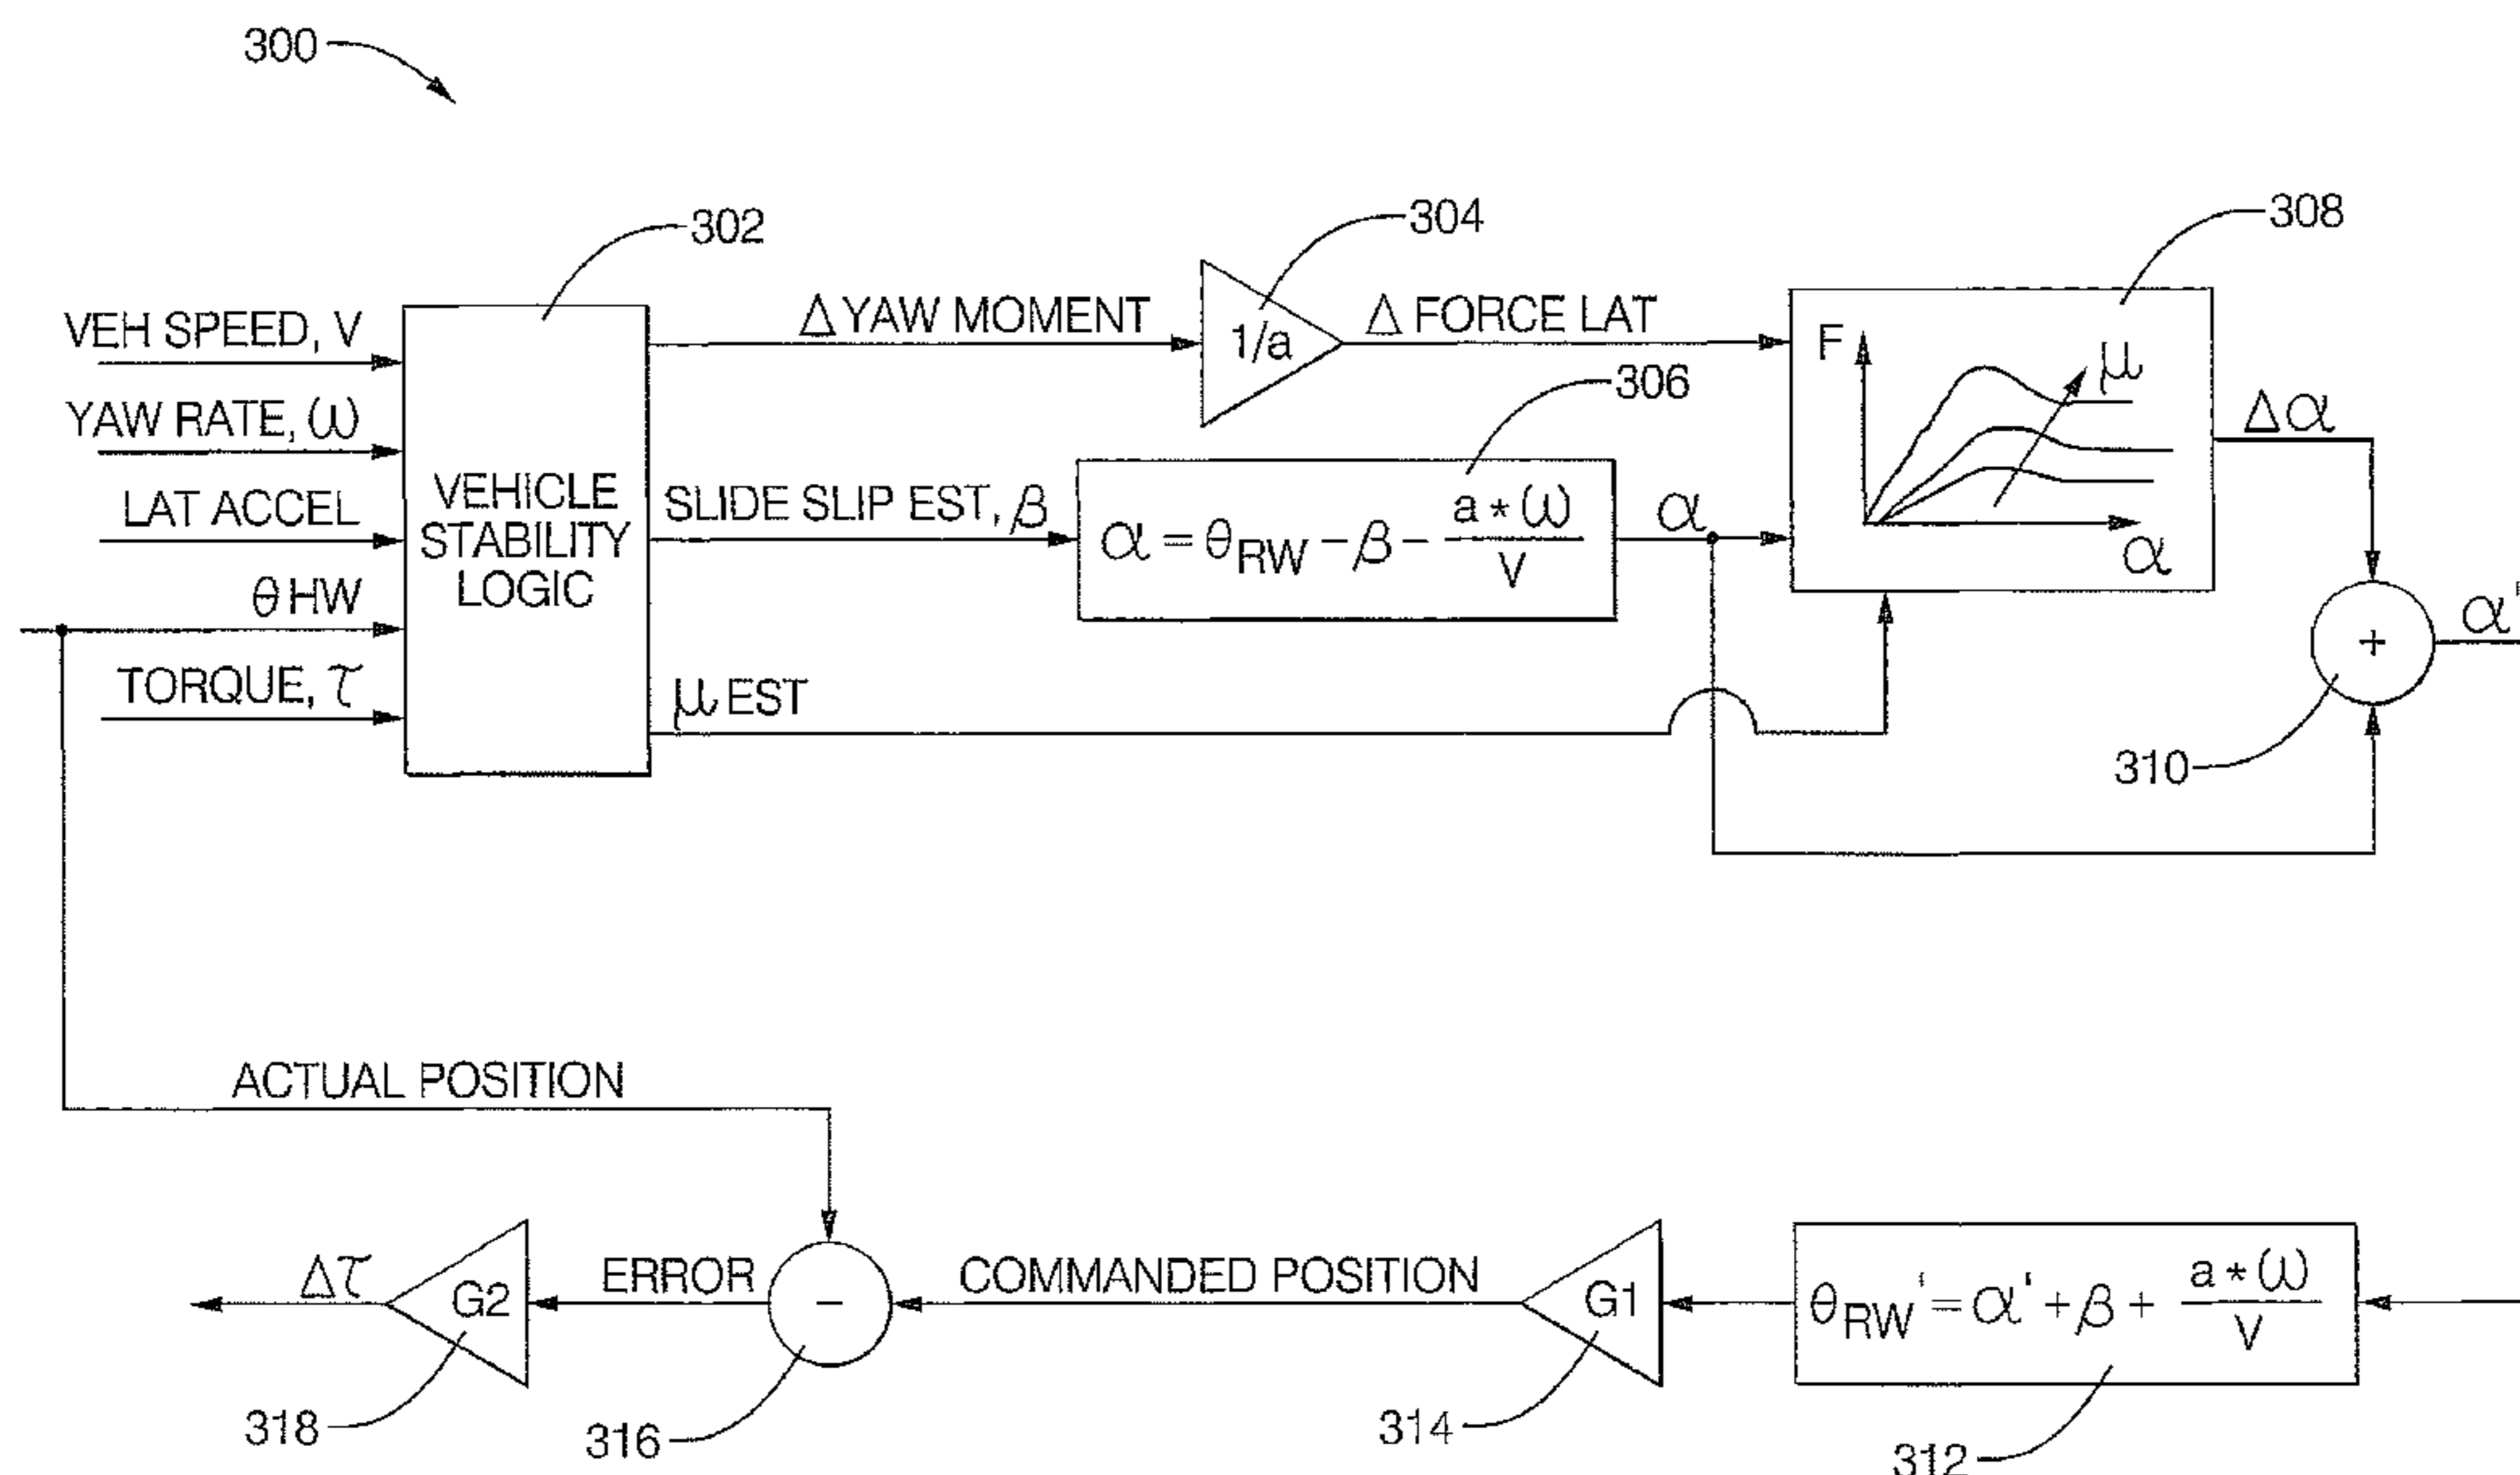 300
302
304
308
VEH SPEED, V
YAW RATE, ω
LAT ACCEL
θ HW
TORQUE, τ
VEHICLE
STABILITY
LOGIC
Δ YAW MOMENT
1/a
Δ FORCE LAT
306
SLIDE SLIP EST, β
α = θRW - β - a * ω / V
α
μ EST
F
μ
α
Δα
+
α'
310
ACTUAL POSITION
Δτ
G2
ERROR
-
COMMANDED POSITION
G1
θRW' = α' + β + a * ω / V
318
316
314
312